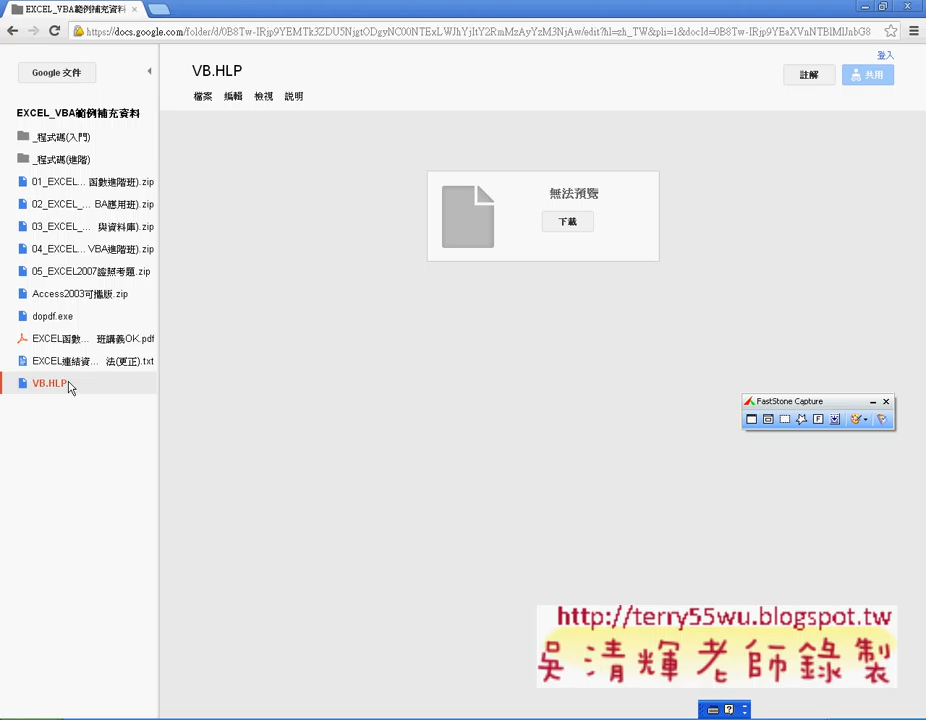 EXCEL_VBA範例補充資料
https://docs.google.com/folder/d/0B8Tw-IRjp9YEMTk3ZDU5NjgtODgyNC00NTExLWJhYjItY2RmMzAyYzM3NjAw/edit?hl=zh_TW&pli=1&docId=0B8Tw-IRjp9YEaXVnNTBlMlJnbG8
登入
Google 文件
VB.HLP
註解
共用
檔案 編輯 檢視 説明
EXCEL_VBA範例補充資料
_程式碼(入門)
_程式碼(進階)
01_EXCEL... 函數進階班).zip
02_EXCEL_... BA應用班).zip
03_EXCEL_... 與資料庫).zip
04_EXCEL... VBA進階班).zip
05_EXCEL2007證照考題.zip
Access2003可攜版.zip
dopdf.exe
EXCEL函數... 班講義OK.pdf
EXCEL連結資... 法(更正).txt
VB.HLP
無法預覽
下載
FastStone Capture
http://terry55wu.blogspot.tw
吳清輝老師錄製